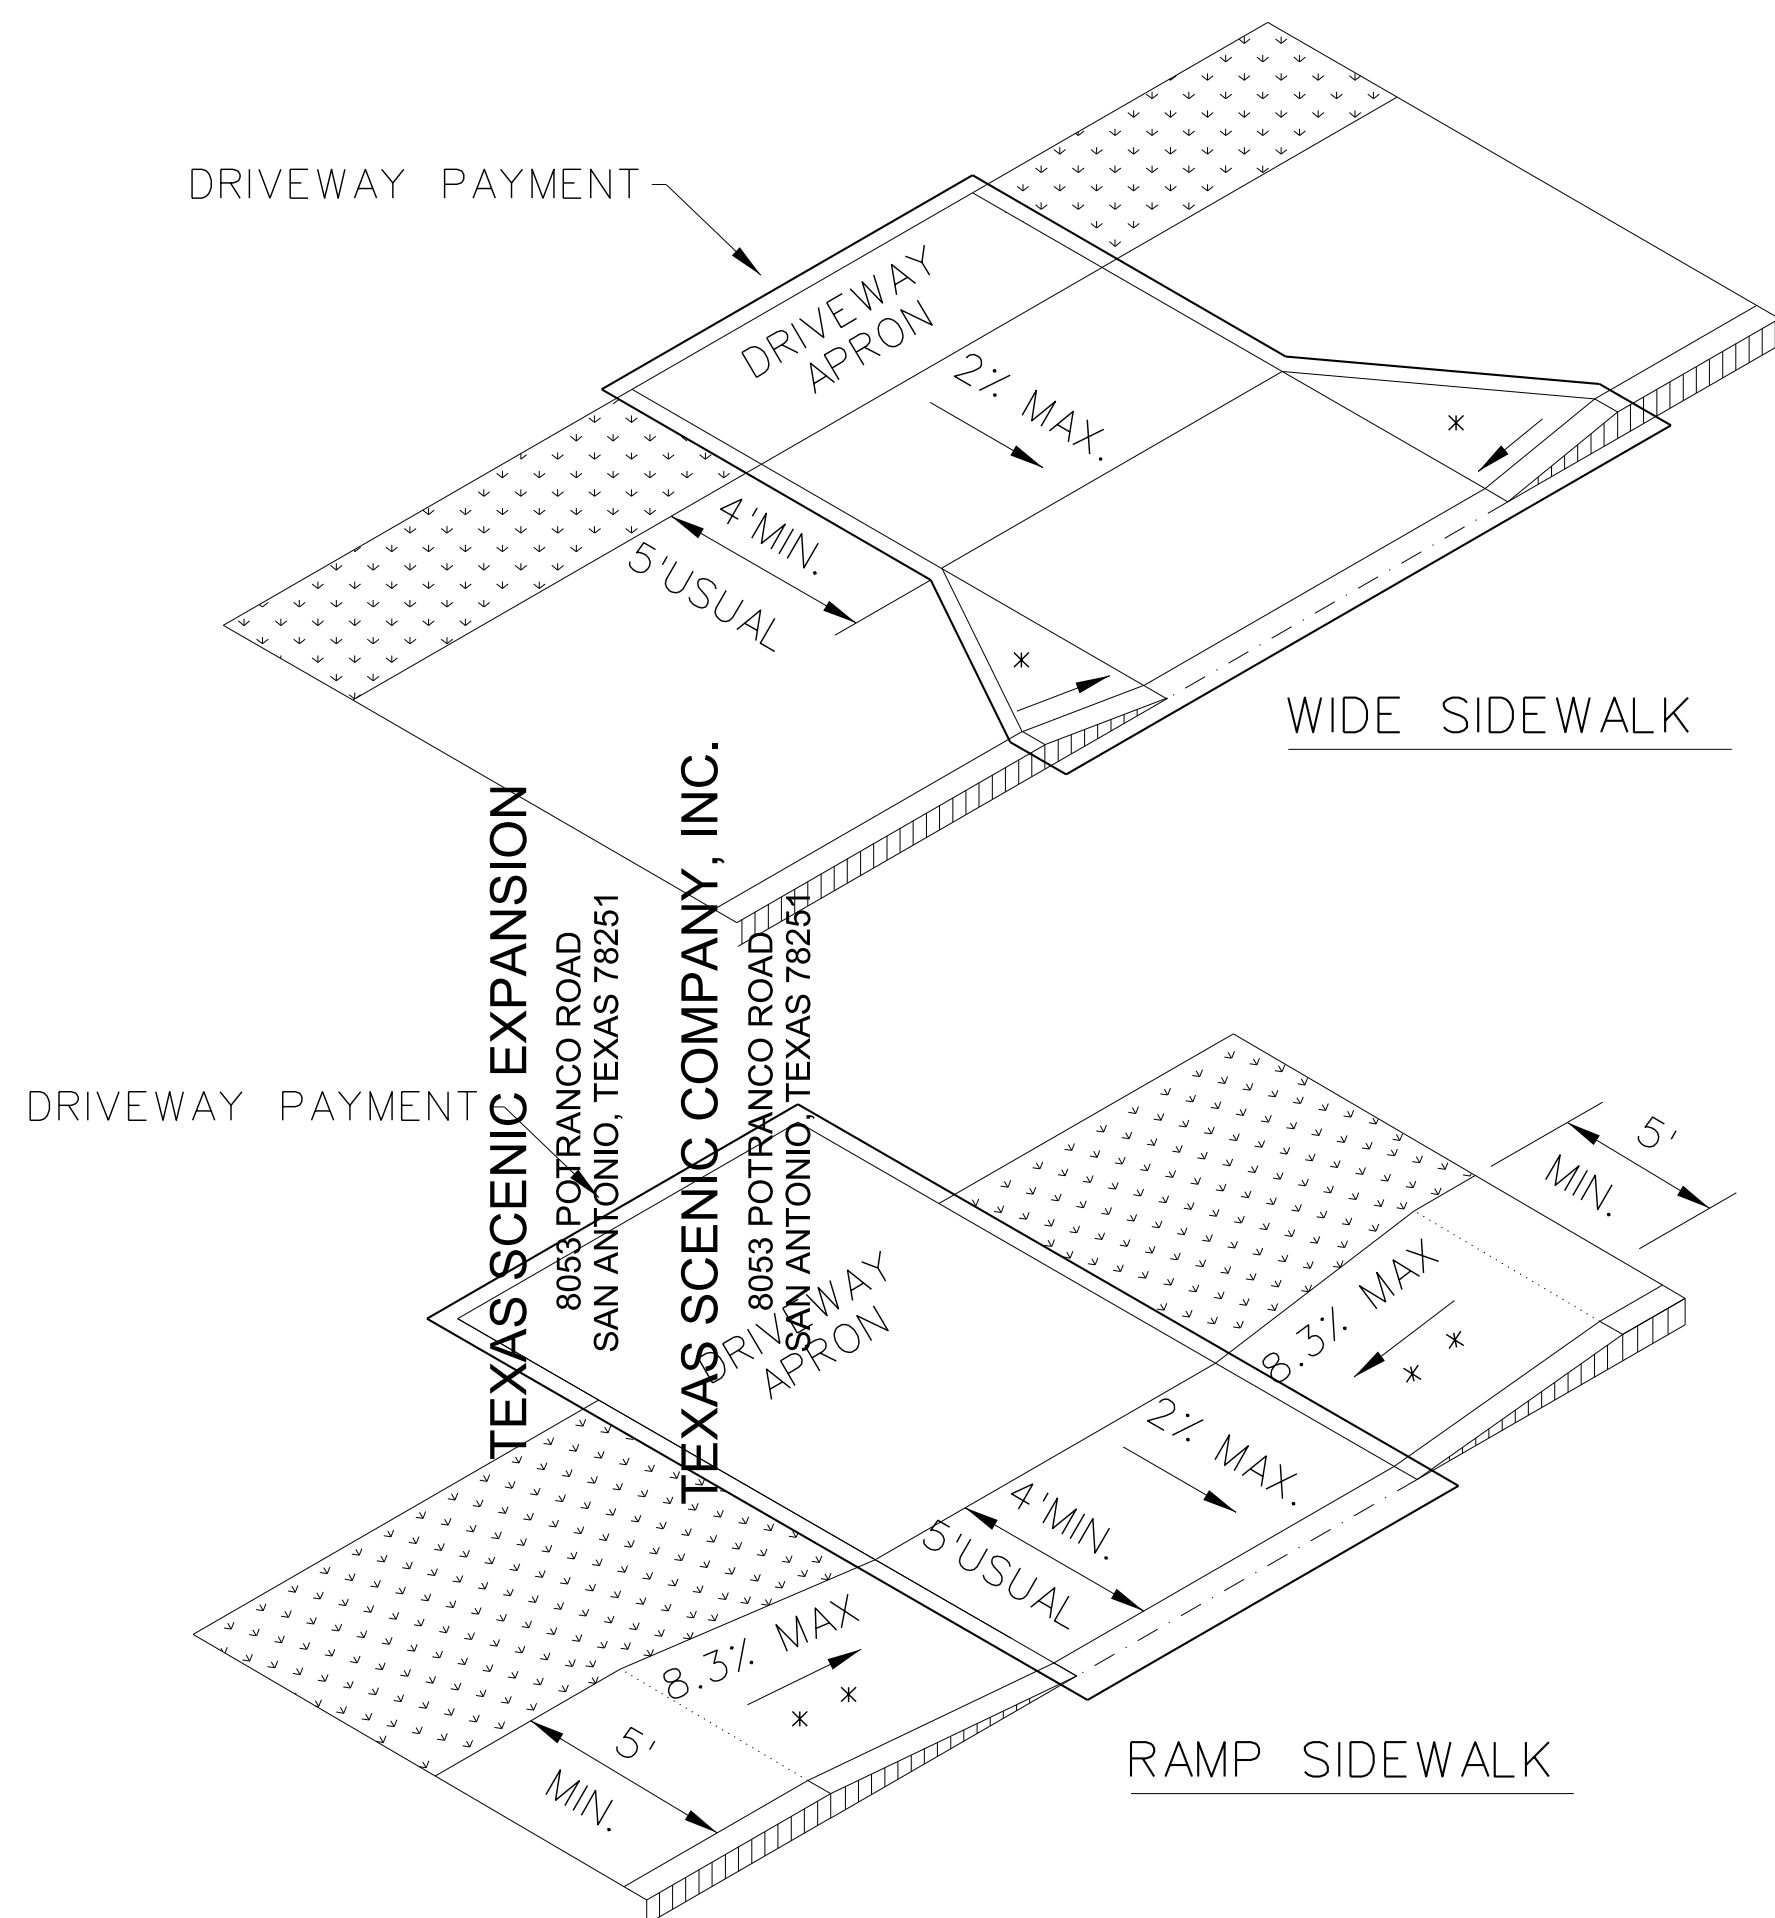 DRIVEWAY PAYMENT
DRIVEWAY
APRON
2% MAX.
*
4'MIN.
5'USUAL
*
WIDE SIDEWALK
TEXAS SCENIC EXPANSION
8053 POTRANCO ROAD
SAN ANTONIO, TEXAS 78251
TEXAS SCENIC COMPANY, INC.
8053 POTRANCO ROAD
SAN ANTONIO, TEXAS 78251
DRIVEWAY PAYMENT
5'
MIN.
DRIVEWAY
APRON
8.3% MAX
* *
2% MAX.
4'MIN.
5'USUAL
8.3% MAX
* *
5'
MIN.
RAMP SIDEWALK